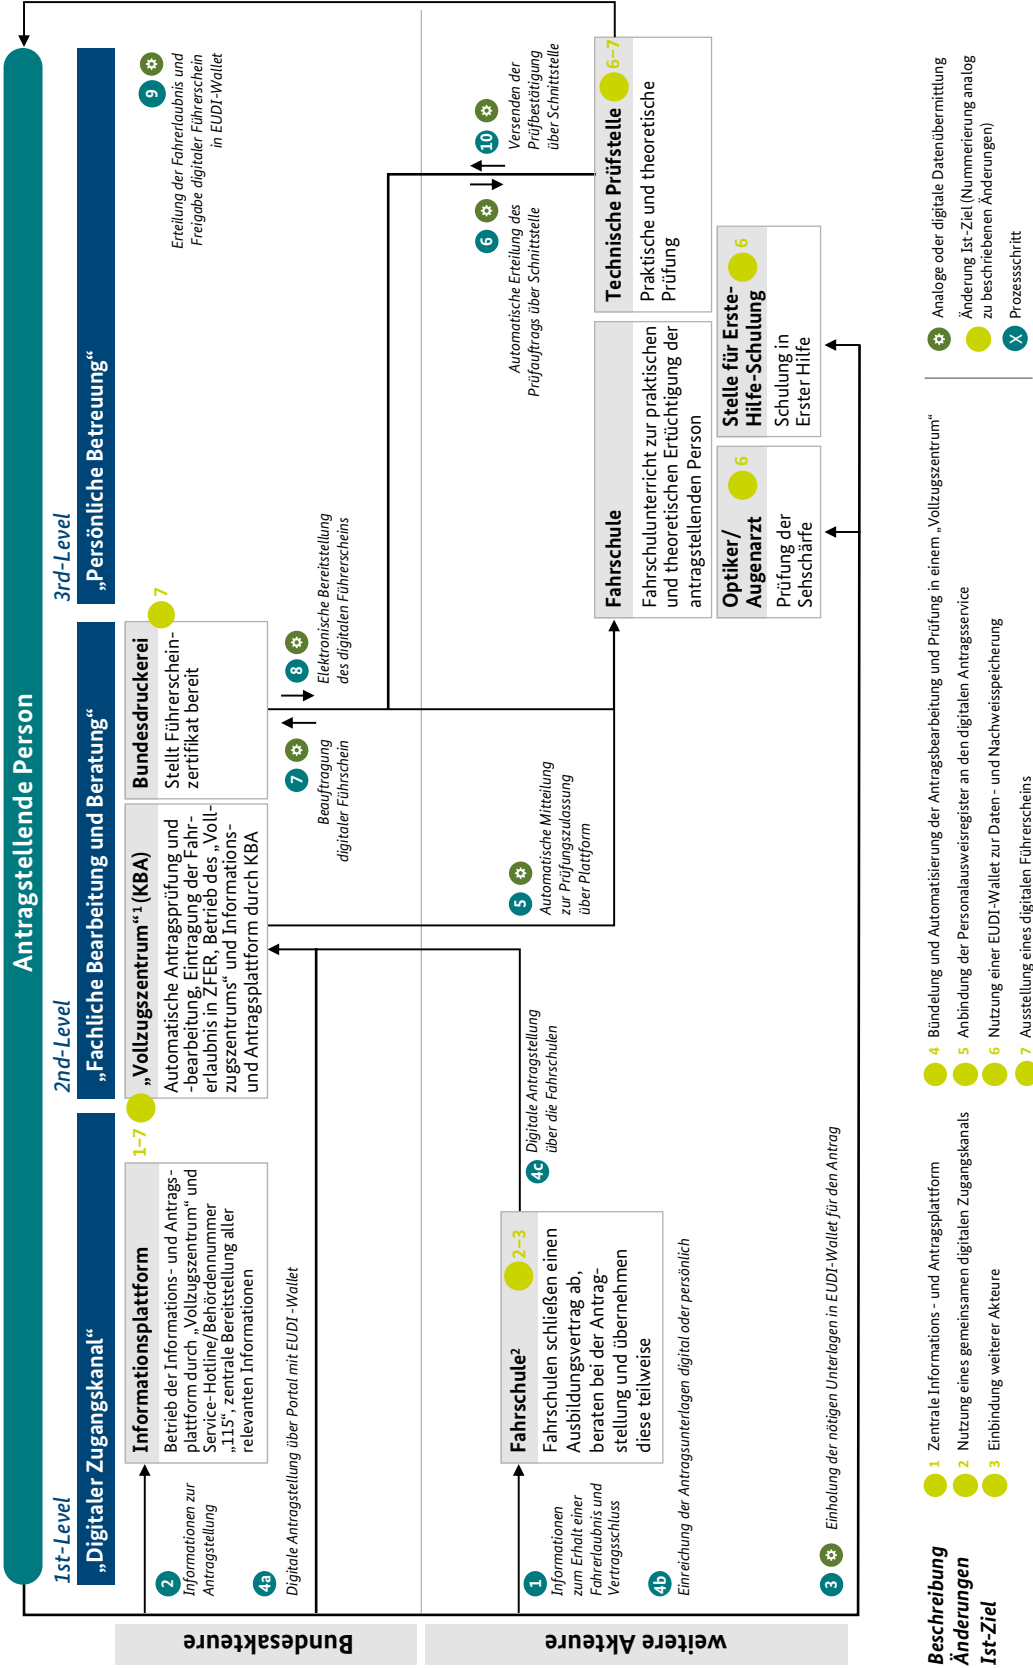 Antragstellende Person
1st-Level
„Digitaler Zugangskanal“
2nd-Level
„Fachliche Bearbeitung und Beratung“
3rd-Level
„Persönliche Betreuung“
Bundesakteure
2
Informationen zur
Antragstellung
Informationsplattform
Betrieb der Informations- und Antrags-
plattform durch „Vollzugszentrum“ und
Service-Hotline/Behördennummer
„115“, zentrale Bereitstellung aller
relevanten Informationen
4a
Digitale Antragstellung über Portal mit EUDI-Wallet
1–7
„Vollzugszentrum“¹ (KBA)
Automatische Antragsprüfung und
-bearbeitung, Eintragung der Fahr-
erlaubnis in ZFER, Betrieb des „Voll-
zugszentrums“ und Informations-
und Antragsplattform durch KBA
Bundesdruckerei
7
Stellt Führerschein-
zertifikat bereit
7
Beauftragung
digitaler Führschein
8
Elektronische Bereitstellung
des digitalen Führerscheins
9
Erteilung der Fahrerlaubnis und
Freigabe digitaler Führerschein
in EUDI-Wallet
weitere Akteure
1
Informationen
zum Erhalt einer
Fahrerlaubnis und
Vertragsschluss
Fahrschule²
2–3
Fahrschulen schließen einen
Ausbildungsvertrag ab,
beraten bei der Antrag-
stellung und übernehmen
diese teilweise
4b
Einreichung der Antragsunterlagen digital oder persönlich
4c
Digitale Antragstellung
über die Fahrschulen
5
Automatische Mitteilung
zur Prüfungszulassung
über Plattform
6
Automatische Erteilung des
Prüfauftrags über Schnittstelle
10
Versenden der
Prüfbestätigung
über Schnittstelle
Fahrschule
Fahrschulunterricht zur praktischen
und theoretischen Ertüchtigung der
antragstellenden Person
Technische Prüfstelle
6–7
Praktische und theoretische
Prüfung
Optiker/
Augenarzt
6
Prüfung der
Sehschärfe
Stelle für Erste-
Hilfe-Schulung
6
Schulung in
Erster Hilfe
3
Einholung der nötigen Unterlagen in EUDI-Wallet für den Antrag
Beschreibung
Änderungen
Ist-Ziel
1 Zentrale Informations- und Antragsplattform
2 Nutzung eines gemeinsamen digitalen Zugangskanals
3 Einbindung weiterer Akteure
4 Bündelung und Automatisierung der Antragsbearbeitung und Prüfung in einem „Vollzugszentrum“
5 Anbindung der Personalausweisregister an den digitalen Antragsservice
6 Nutzung einer EUDI-Wallet zur Daten- und Nachweisspeicherung
7 Ausstellung eines digitalen Führerscheins
Analoge oder digitale Datenübermittung
Änderung Ist-Ziel (Nummerierung analog
zu beschriebenen Änderungen)
X Prozessschritt